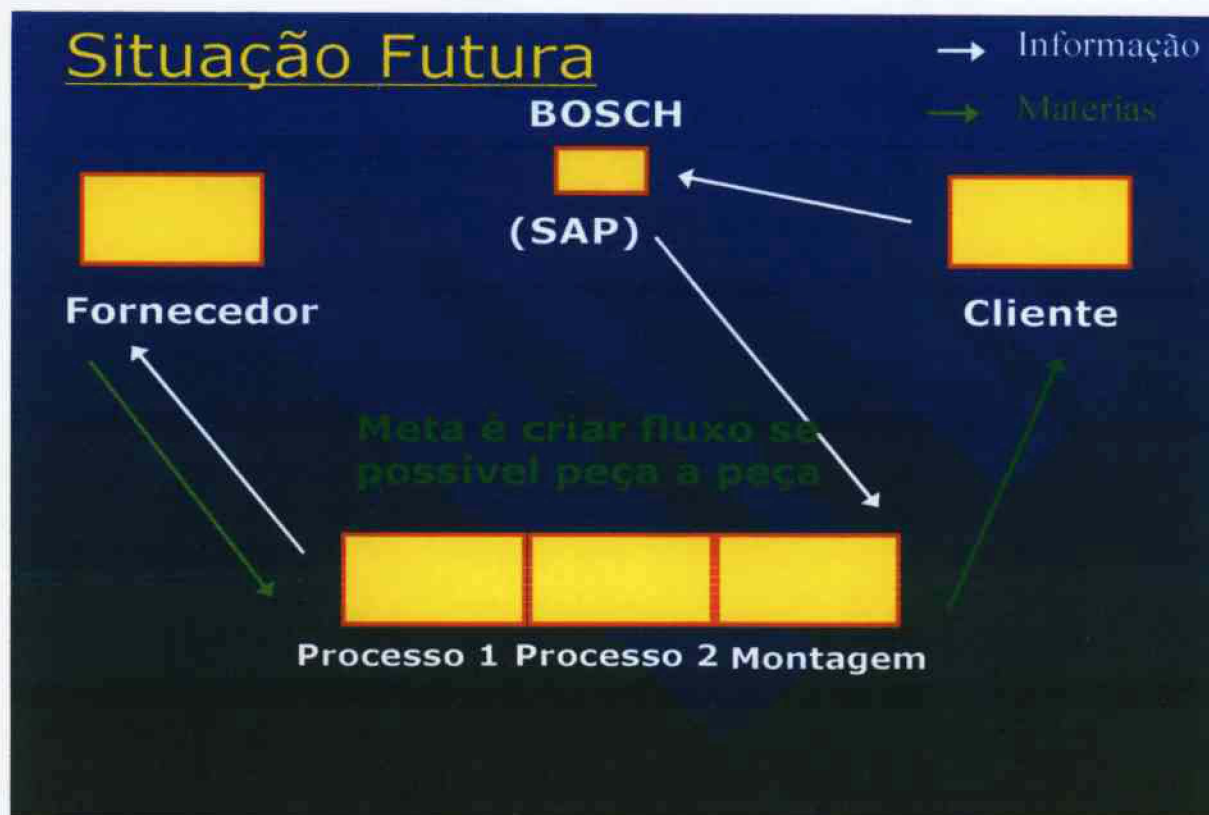 Situação Futura
Informação
Materias
BOSCH
(SAP)
Fornecedor
Cliente
Meta é criar fluxo se
possível peça a peça
Processo 1 Processo 2 Montagem